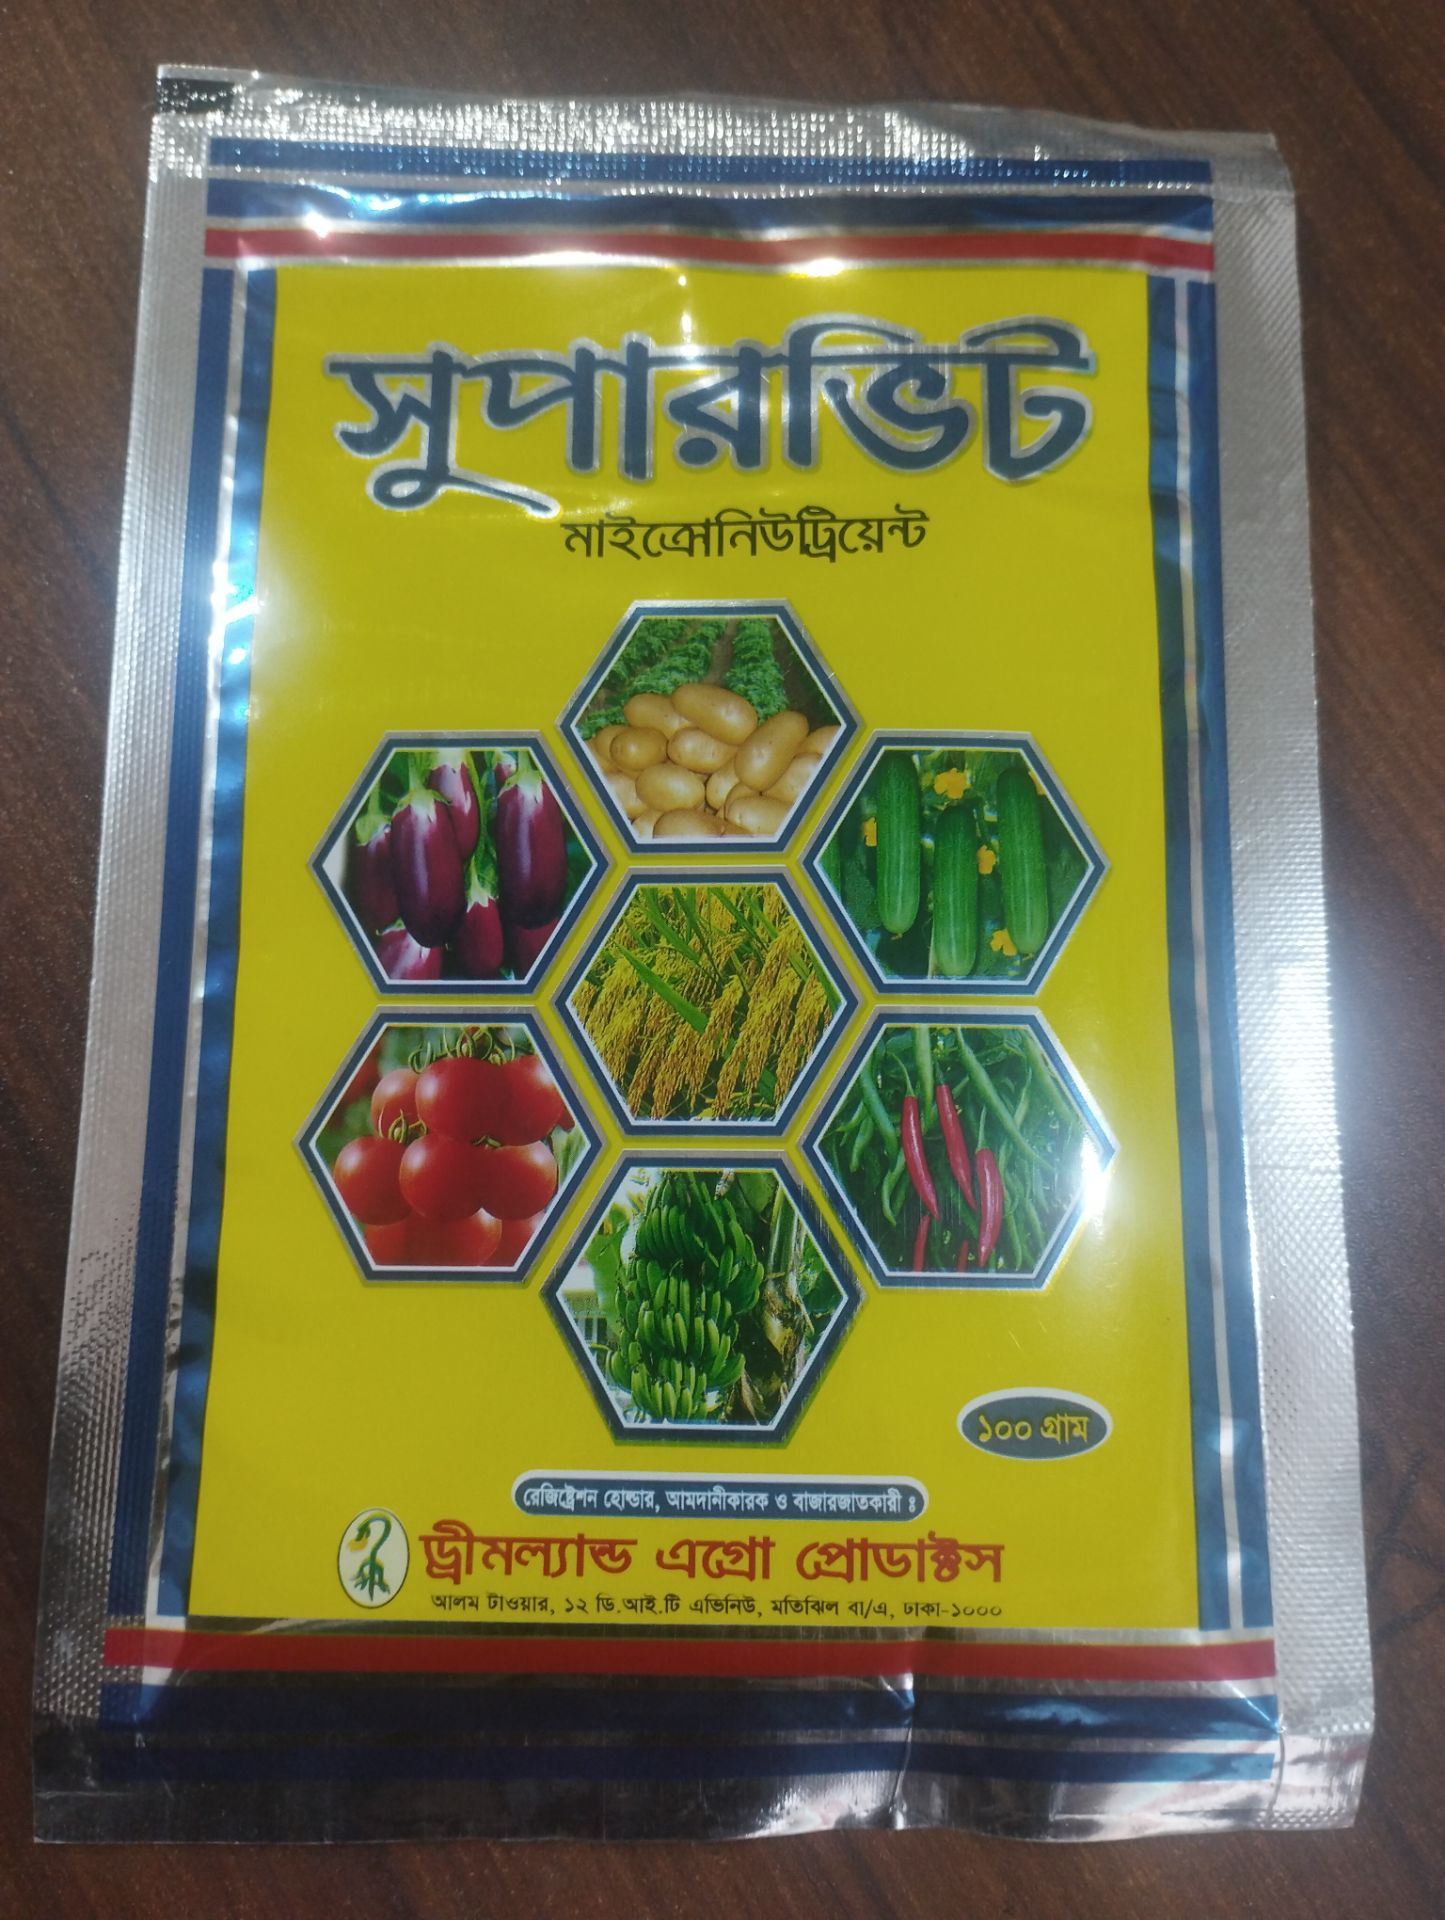 সুপারভিট
মাইক্রোনিউট্রিয়েন্ট
১০০ গ্রাম
রেজিষ্ট্রেশন হোল্ডার, আমদানীকারক ও বাজারজাতকারী ঃ
ড্রীমল্যান্ড এগ্রো প্রোডাক্টস
আলম টাওয়ার, ১২ ডি.আই.টি এভিনিউ, মতিঝিল বা/এ, ঢাকা-১০০০